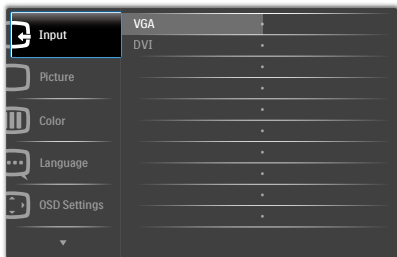 Input
VGA
DVI
Picture
Color
Language
OSD Settings